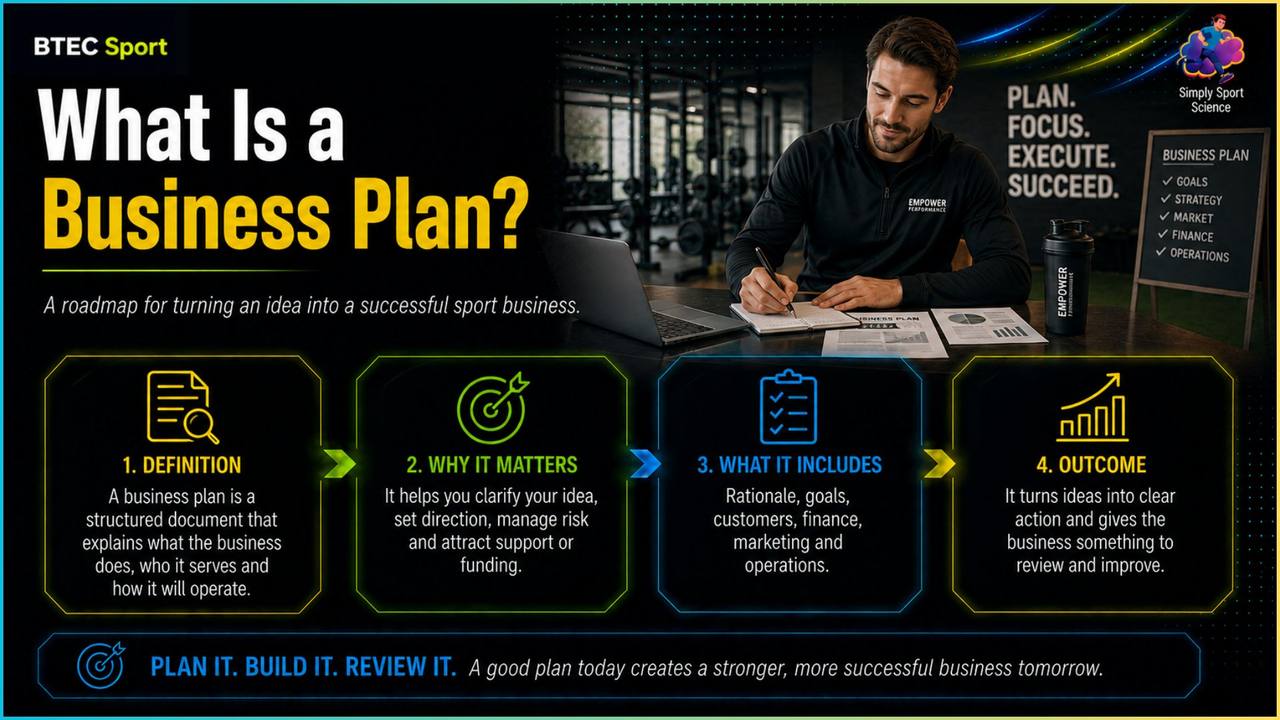 BTEC Sport
What Is a
Business Plan?
A roadmap for turning an idea into a successful sport business.
Simply Sport
Science
PLAN.
FOCUS.
EXECUTE.
SUCCEED.
BUSINESS PLAN
✓ GOALS
✓ STRATEGY
✓ MARKET
✓ FINANCE
✓ OPERATIONS
EMPOWER
PERFORMANCE
EMPOWER
BUSINESS PLAN
1. DEFINITION
A business plan is a
structured document that
explains what the business
does, who it serves and
how it will operate.
2. WHY IT MATTERS
It helps you clarify your idea,
set direction, manage risk
and attract support or
funding.
3. WHAT IT INCLUDES
Rationale, goals,
customers, finance,
marketing and
operations.
4. OUTCOME
It turns ideas into clear
action and gives the
business something to
review and improve.
PLAN IT. BUILD IT. REVIEW IT. A good plan today creates a stronger, more successful business tomorrow.